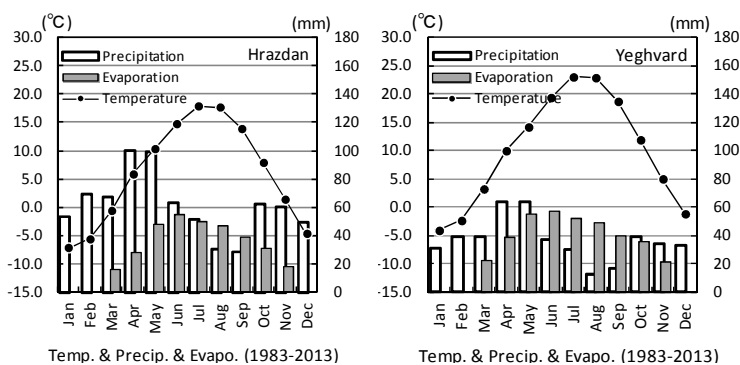 (°C) (mm)
30.0 180
Precipitation Hrazdan
25.0 160
Evaporation
20.0 140
Temperature
15.0 120
10.0 100
5.0 80
0.0 60
-5.0 40
-10.0 20
-15.0 0
Jan Feb Mar Apr May Jun Jul Aug Sep Oct Nov Dec
Temp. & Precip. & Evapo. (1983-2013)
(°C) (mm)
30.0 180
Precipitation Yeghvard
25.0 160
Evaporation
20.0 140
Temperature
15.0 120
10.0 100
5.0 80
0.0 60
-5.0 40
-10.0 20
-15.0 0
Jan Feb Mar Apr May Jun Jul Aug Sep Oct Nov Dec
Temp. & Precip. & Evapo. (1983-2013)